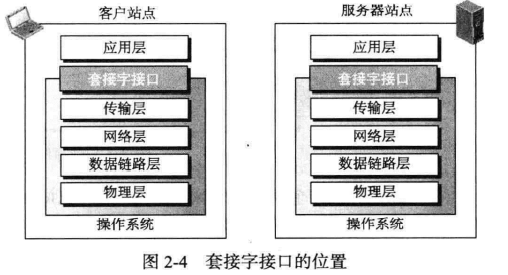 客户站点
应用层
套接字接口
传输层
网络层
数据链路层
物理层
操作系统
服务器站点
应用层
套接字接口
传输层
网络层
数据链路层
物理层
操作系统
图 2-4 套接字接口的位置